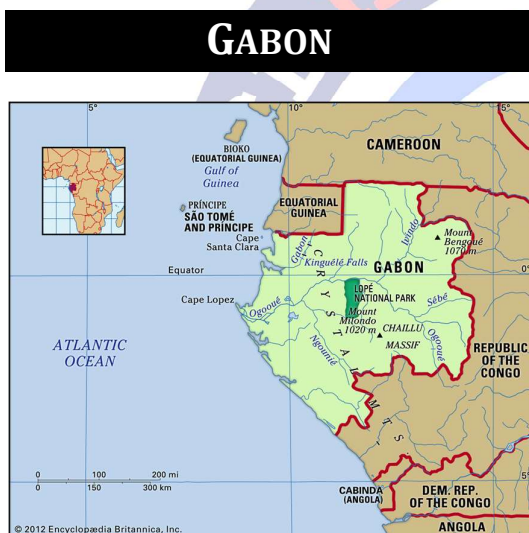 GABON
5°
10°
15°
BIOKO
(EQUATORIAL GUINEA)
CAMEROON
Gulf of
Guinea
PRÍNCIPE
SÃO TOMÉ
AND PRÍNCIPE
EQUATORIAL
GUINEA
Cape
Santa Clara
Gabon
Kinguélé Falls
Ivindo
Mount
Bengoué
1070 m
GABON
Equator
0°
Cape Lopez
Ogooué
LOPÉ
NATIONAL PARK
Sébé
Mount
Milondo
1020 m
CHAILLU
MASSIF
Ogooué
Ngounié
CRYSTAL MTS.
ATLANTIC
OCEAN
REPUBLIC
OF THE
CONGO
0 100 200 mi
0 150 300 km
5°
CABINDA
(ANGOLA)
DEM. REP.
OF THE CONGO
ANGOLA
© 2012 Encyclopædia Britannica, Inc.